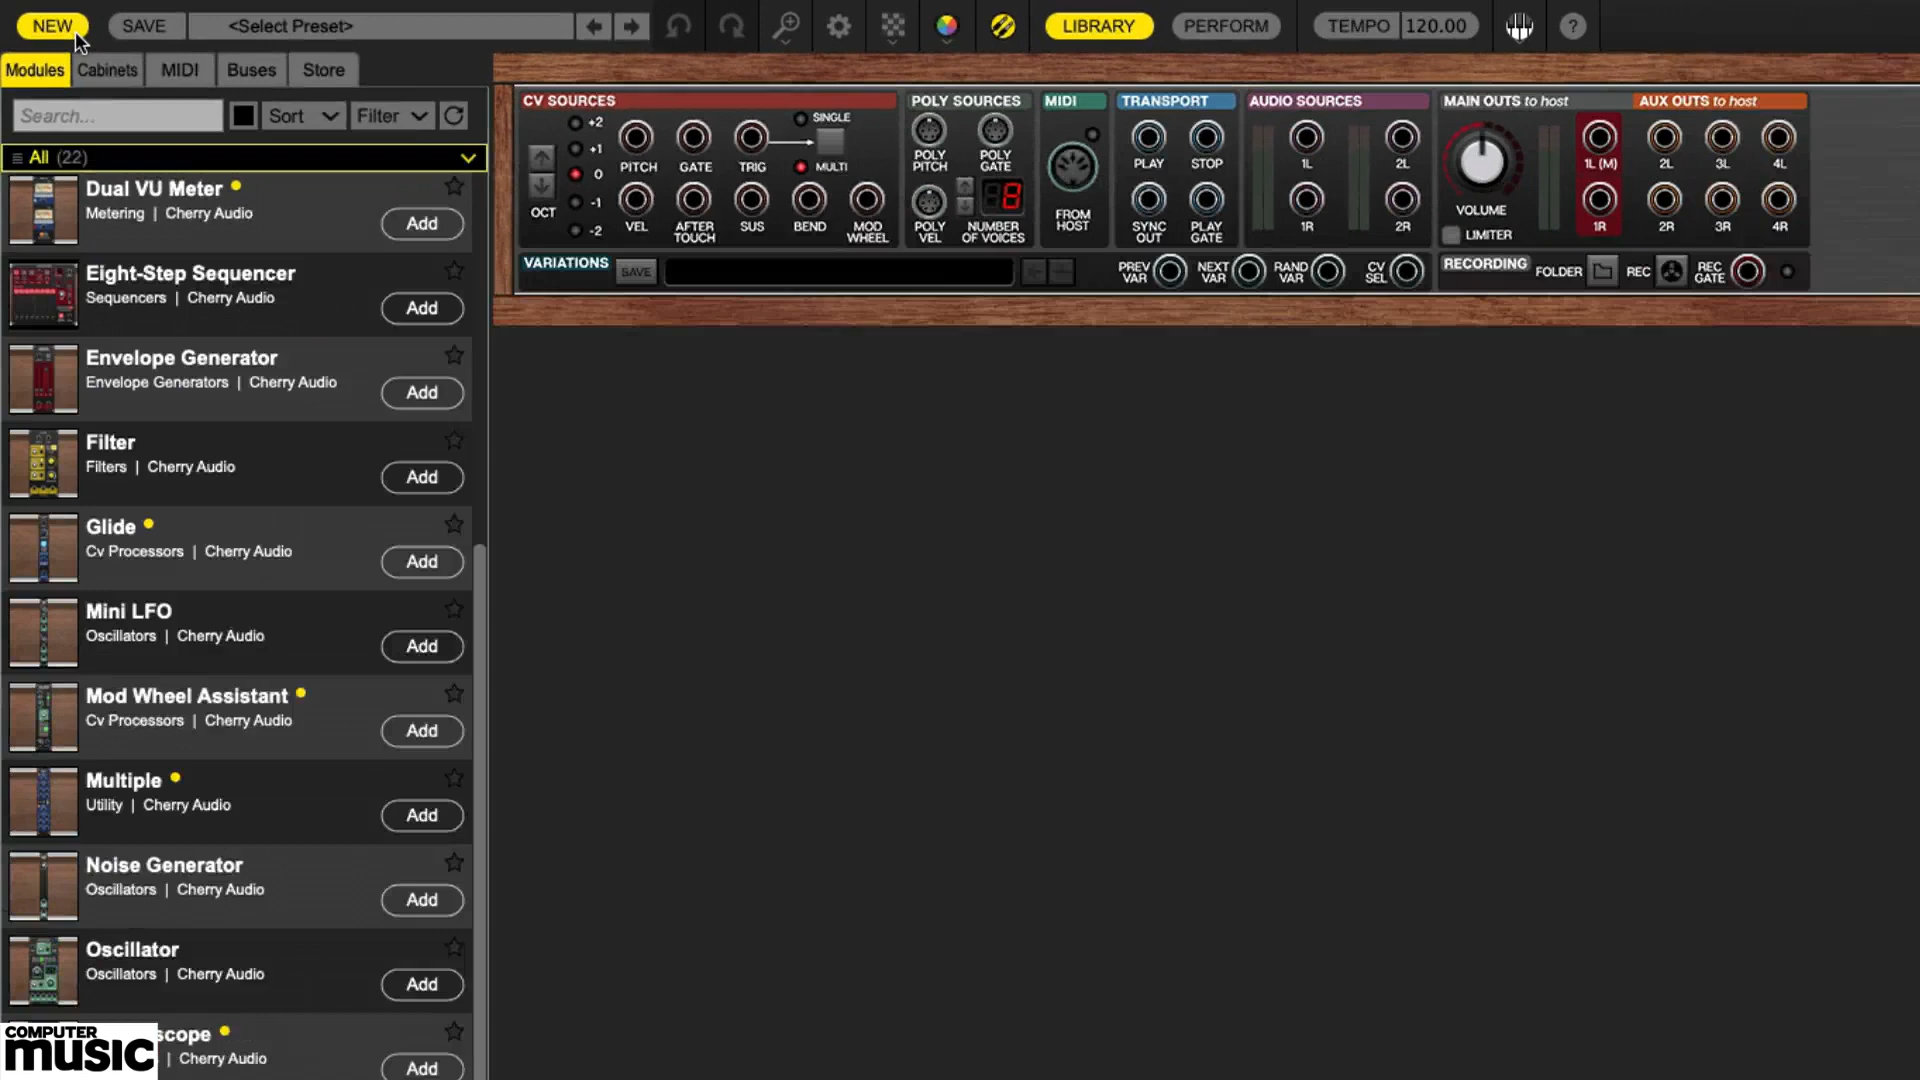 NEW
SAVE
<Select Preset>
LIBRARY
PERFORM
TEMPO 120.00
?
Modules
Cabinets
MIDI
Buses
Store
Search...
Sort
Filter
All (22)
Dual VU Meter
Metering | Cherry Audio
Add
Eight-Step Sequencer
Sequencers | Cherry Audio
Add
Envelope Generator
Envelope Generators | Cherry Audio
Add
Filter
Filters | Cherry Audio
Add
Glide
Cv Processors | Cherry Audio
Add
Mini LFO
Oscillators | Cherry Audio
Add
Mod Wheel Assistant
Cv Processors | Cherry Audio
Add
Multiple
Utility | Cherry Audio
Add
Noise Generator
Oscillators | Cherry Audio
Add
Oscillator
Oscillators | Cherry Audio
Add
scope
| Cherry Audio
Add
COMPUTER
music
CV SOURCES
+2
+1
0
-1
-2
OCT
PITCH
GATE
TRIG
SINGLE
MULTI
VEL
AFTER TOUCH
SUS
BEND
MOD WHEEL
POLY SOURCES
POLY PITCH
POLY GATE
POLY VEL
8
NUMBER OF VOICES
MIDI
FROM HOST
TRANSPORT
PLAY
STOP
SYNC OUT
PLAY GATE
AUDIO SOURCES
1L
2L
1R
2R
MAIN OUTS to host
VOLUME
LIMITER
1L (M)
1R
AUX OUTS to host
2L
3L
4L
2R
3R
4R
VARIATIONS
SAVE
PREV VAR
NEXT VAR
RAND VAR
CV SEL
RECORDING
FOLDER
REC
REC GATE